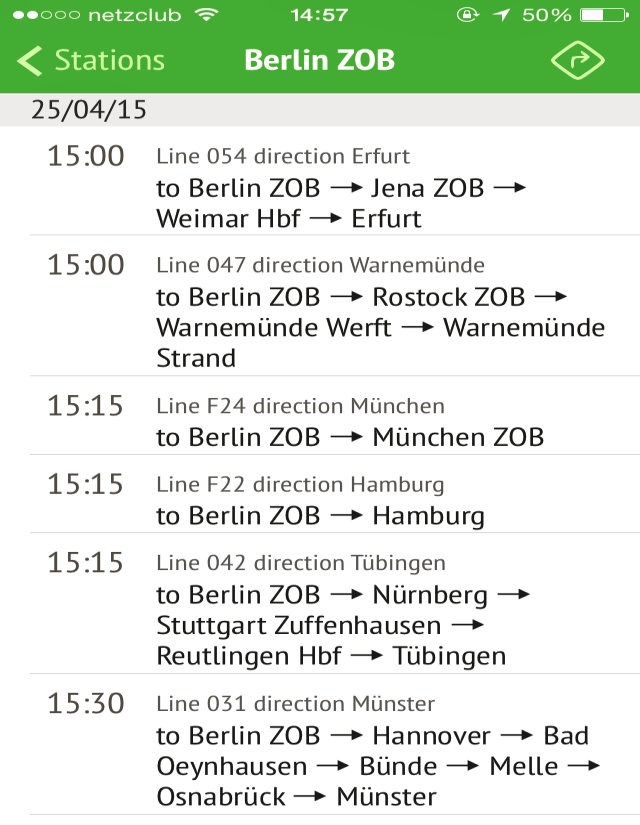 netzclub 14:57 50%
Stations Berlin ZOB
25/04/15
15:00 Line 054 direction Erfurt
to Berlin ZOB → Jena ZOB →
Weimar Hbf → Erfurt
15:00 Line 047 direction Warnemünde
to Berlin ZOB → Rostock ZOB →
Warnemünde Werft → Warnemünde
Strand
15:15 Line F24 direction München
to Berlin ZOB → München ZOB
15:15 Line F22 direction Hamburg
to Berlin ZOB → Hamburg
15:15 Line 042 direction Tübingen
to Berlin ZOB → Nürnberg →
Stuttgart Zuffenhausen →
Reutlingen Hbf → Tübingen
15:30 Line 031 direction Münster
to Berlin ZOB → Hannover → Bad
Oeynhausen → Bünde → Melle →
Osnabrück → Münster